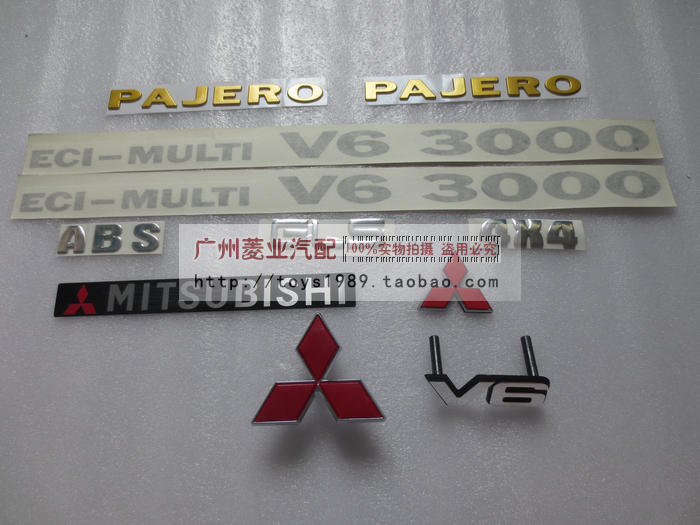 PAJERO PAJERO
ECI-MULTI V6 3000
ECI-MULTI V6 3000
ABS 4X4
广州菱业汽配 100%实物拍摄 盗用必究
http://toys1989.taobao.com
MITSUBISHI
V6